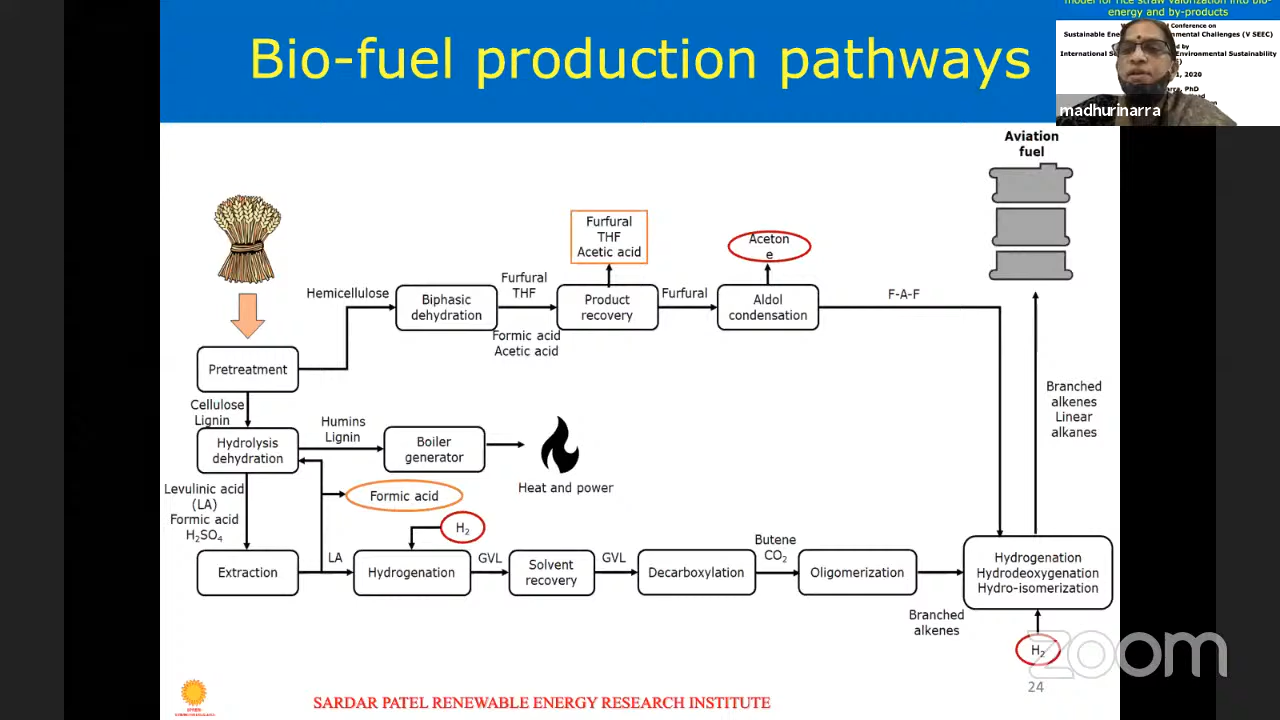 Bio-fuel production pathways
model for rice straw valorization into bio-
energy and by-products
Conference on
Sustainable Energy Environmental Challenges (V SEEC)
by
International Environmental Sustainability
1, 2020
PhD
madhurinarra
Aviation
fuel
Furfural
THF
Acetic acid
Aceton
e
Hemicellulose
Biphasic
dehydration
Furfural
THF
Formic acid
Acetic acid
Product
recovery
Furfural
Aldol
condensation
F-A-F
Pretreatment
Cellulose
Lignin
Hydrolysis
dehydration
Humins
Lignin
Boiler
generator
Heat and power
Branched
alkenes
Linear
alkanes
Levulinic acid
(LA)
Formic acid
H₂SO₄
Formic acid
H₂
Extraction
LA
Hydrogenation
GVL
Solvent
recovery
GVL
Decarboxylation
Butene
CO₂
Oligomerization
Branched
alkenes
Hydrogenation
Hydrodeoxygenation
Hydro-isomerization
H₂
zoom
24
SARDAR PATEL RENEWABLE ENERGY RESEARCH INSTITUTE